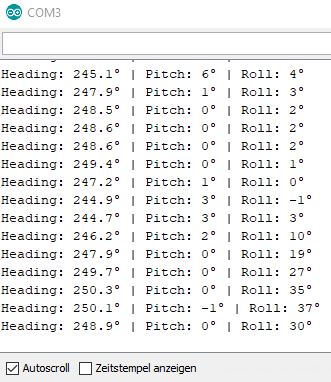 COM3
Heading: 245.1° | Pitch: 6° | Roll: 4°
Heading: 247.9° | Pitch: 1° | Roll: 3°
Heading: 248.5° | Pitch: 0° | Roll: 2°
Heading: 248.6° | Pitch: 0° | Roll: 2°
Heading: 248.6° | Pitch: 0° | Roll: 2°
Heading: 249.4° | Pitch: 0° | Roll: 1°
Heading: 247.2° | Pitch: 1° | Roll: 0°
Heading: 244.9° | Pitch: 3° | Roll: -1°
Heading: 244.7° | Pitch: 3° | Roll: 3°
Heading: 246.2° | Pitch: 2° | Roll: 10°
Heading: 247.9° | Pitch: 0° | Roll: 19°
Heading: 249.7° | Pitch: 0° | Roll: 27°
Heading: 250.3° | Pitch: 0° | Roll: 35°
Heading: 250.1° | Pitch: -1° | Roll: 37°
Heading: 248.9° | Pitch: 0° | Roll: 30°
Autoscroll Zeitstempel anzeigen